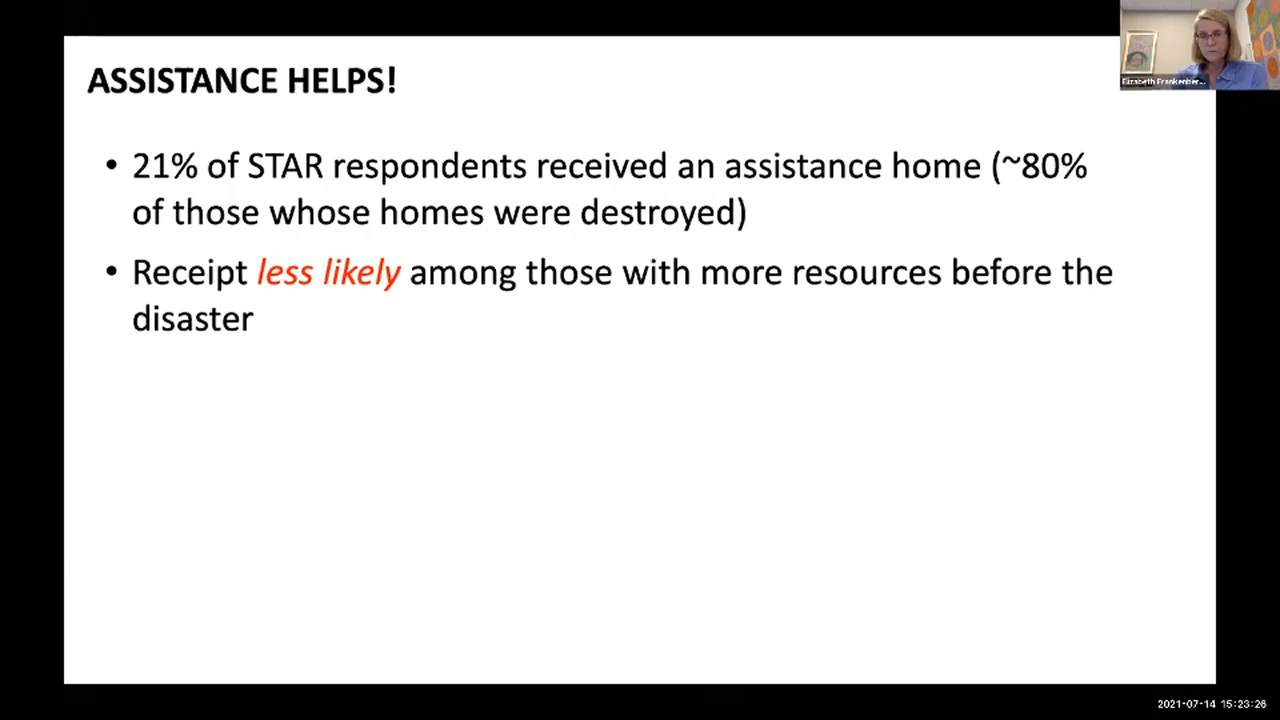 ASSISTANCE HELPS!
• 21% of STAR respondents received an assistance home (~80%
of those whose homes were destroyed)
• Receipt less likely among those with more resources before the
disaster
Elizabeth Frankenber...
2021-07-14 15:23:26